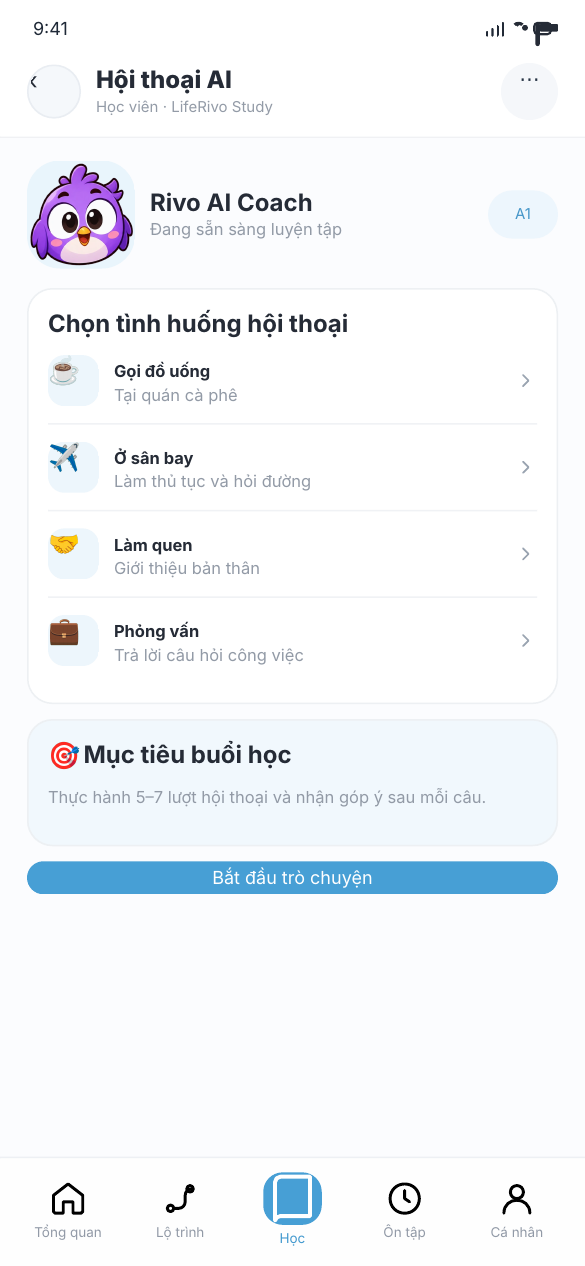 9:41
Hội thoại AI
Học viên · LifeRivo Study
...
Rivo AI Coach
Đang sẵn sàng luyện tập
A1
Chọn tình huống hội thoại
Gọi đồ uống
Tại quán cà phê
Ở sân bay
Làm thủ tục và hỏi đường
Làm quen
Giới thiệu bản thân
Phỏng vấn
Trả lời câu hỏi công việc
Mục tiêu buổi học
Thực hành 5–7 lượt hội thoại và nhận góp ý sau mỗi câu.
Bắt đầu trò chuyện
Tổng quan
Lộ trình
Học
Ôn tập
Cá nhân